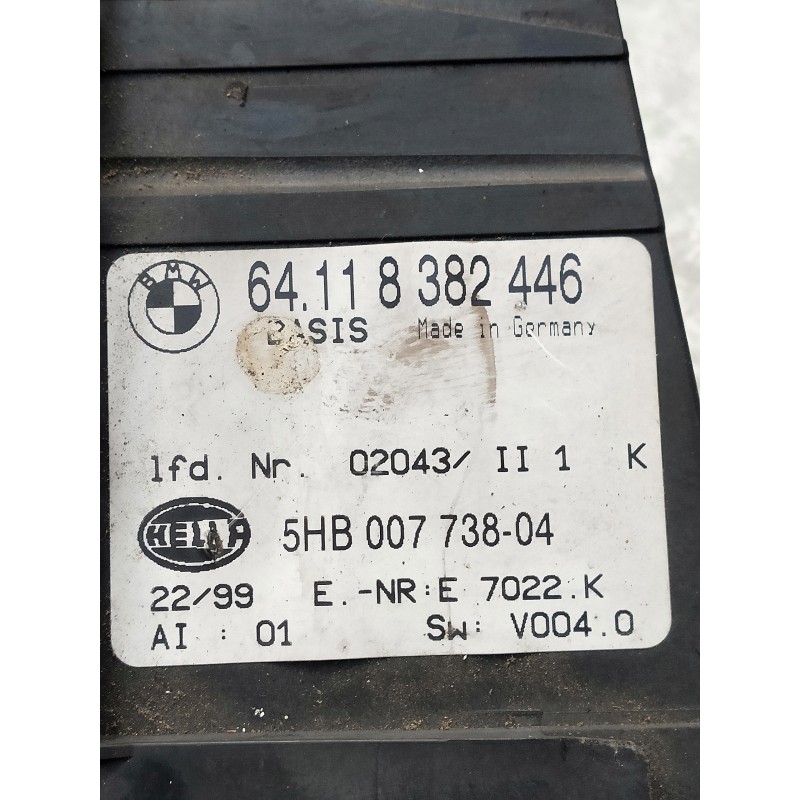 BMW
64.11 8 382 446
BASIS Made in Germany
lfd. Nr. 02043/ II 1 K
HELLA
5HB 007 738-04
22/99 E.-NR:E 7022.K
AI : 01 SW: V004.0